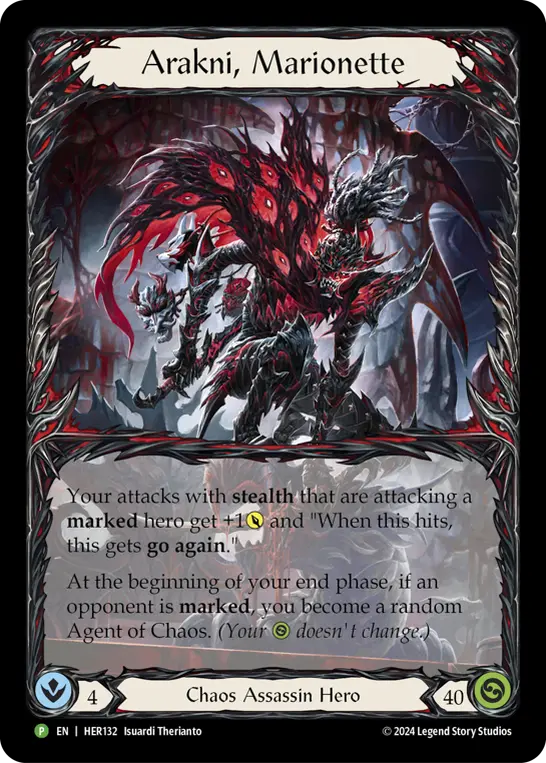 Arakni, Marionette
Your attacks with stealth that are attacking a
marked hero get +1 and "When this hits,
this gets go again."
At the beginning of your end phase, if an
opponent is marked, you become a random
Agent of Chaos. (Your doesn't change.)
4
Chaos Assassin Hero
40
P EN | HER132 Isuardi Therianto
© 2024 Legend Story Studios